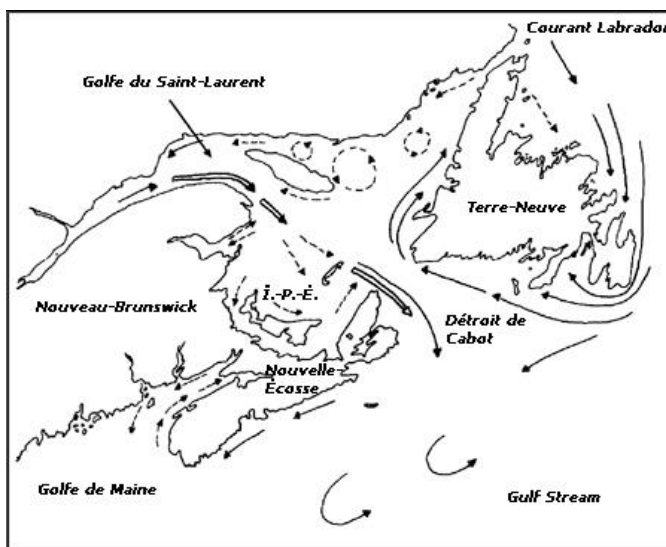 Courant Labrador
Golfe du Saint-Laurent
Terre-Neuve
Nouveau-Brunswick
Î.-P.-É.
Détroit de
Cabot
Nouvelle-
Écosse
Golfe de Maine
Gulf Stream